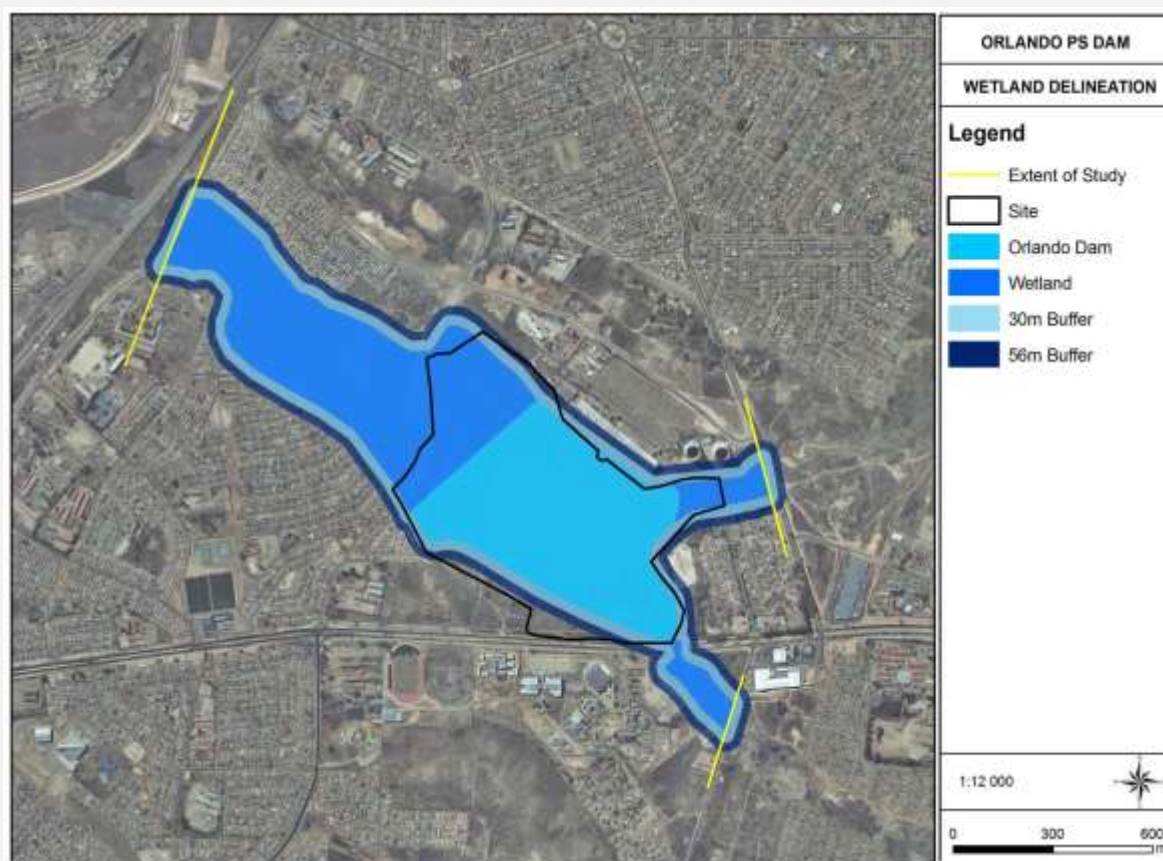 ORLANDO PS DAM
WETLAND DELINEATION
Legend
Extent of Study
Site
Orlando Dam
Wetland
30m Buffer
56m Buffer
1:12 000
0 300 600
m